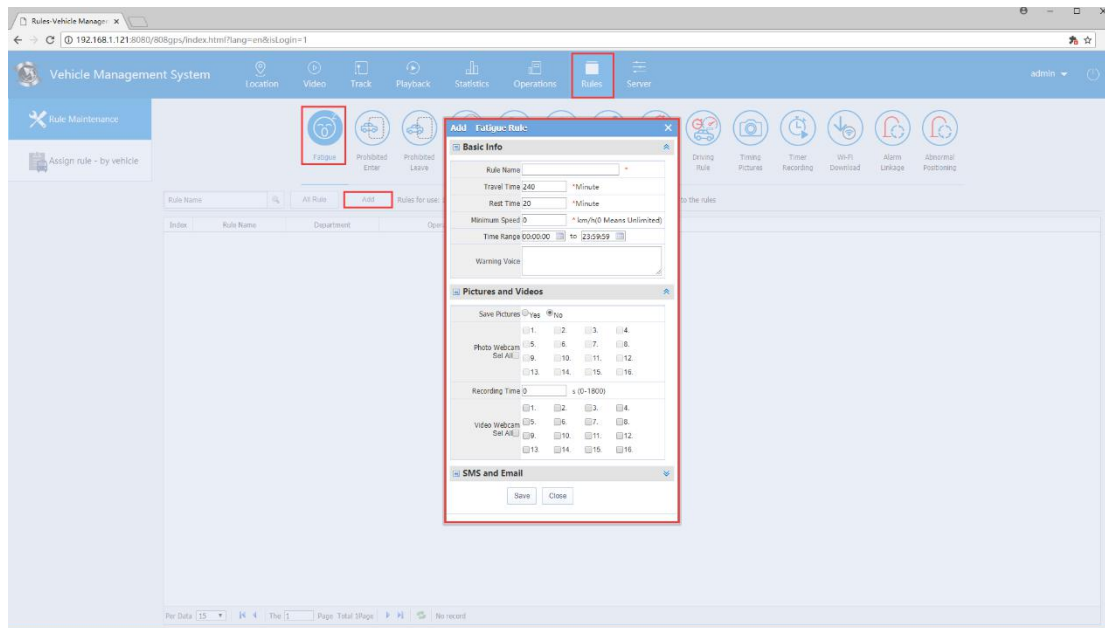 Rules-Vehicle Manage
192.168.1.121:8080/808gps/index.html?lang=en&isLogin=1
Vehicle Management System
Location Video Track Playback Statistics Operations Rules Server
admin
Rule Maintenance
Assign rule - by vehicle
Fatigue Prohibited Enter Prohibited Leave Driving Rule Timing Pictures Timer Recording Wi-Fi Download Alarm Linkage Abnormal Positioning
Rule Name All Rule Add Rules for use: to the rules
Index Rule Name Department Oper
Add Fatigue Rule
Basic Info
Rule Name *
Travel Time 240 *Minute
Rest Time 20 *Minute
Minimum Speed 0 * km/h(0 Means Unlimited)
Time Range 00:00:00 to 23:59:59
Warning Voice
Pictures and Videos
Save Pictures Yes No
Photo Webcam
Sel All
1. 2. 3. 4.
5. 6. 7. 8.
9. 10. 11. 12.
13. 14. 15. 16.
Recording Time 0 s (0-1800)
Video Webcam
Sel All
1. 2. 3. 4.
5. 6. 7. 8.
9. 10. 11. 12.
13. 14. 15. 16.
SMS and Email
Save Close
Per Data 15 The 1 Page Total 1Page No record